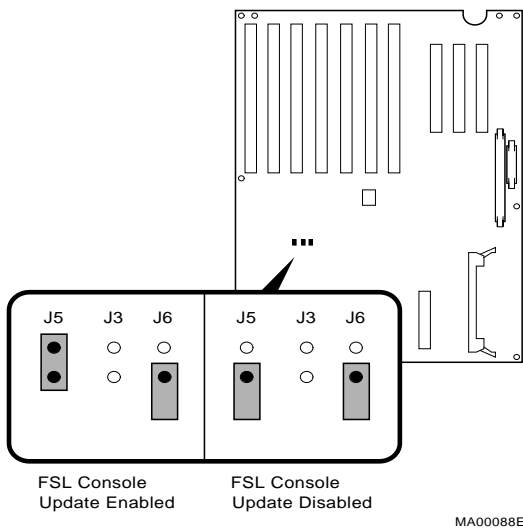 J5 J3 J6 J5 J3 J6
FSL Console
Update Enabled
FSL Console
Update Disabled
MA00088E